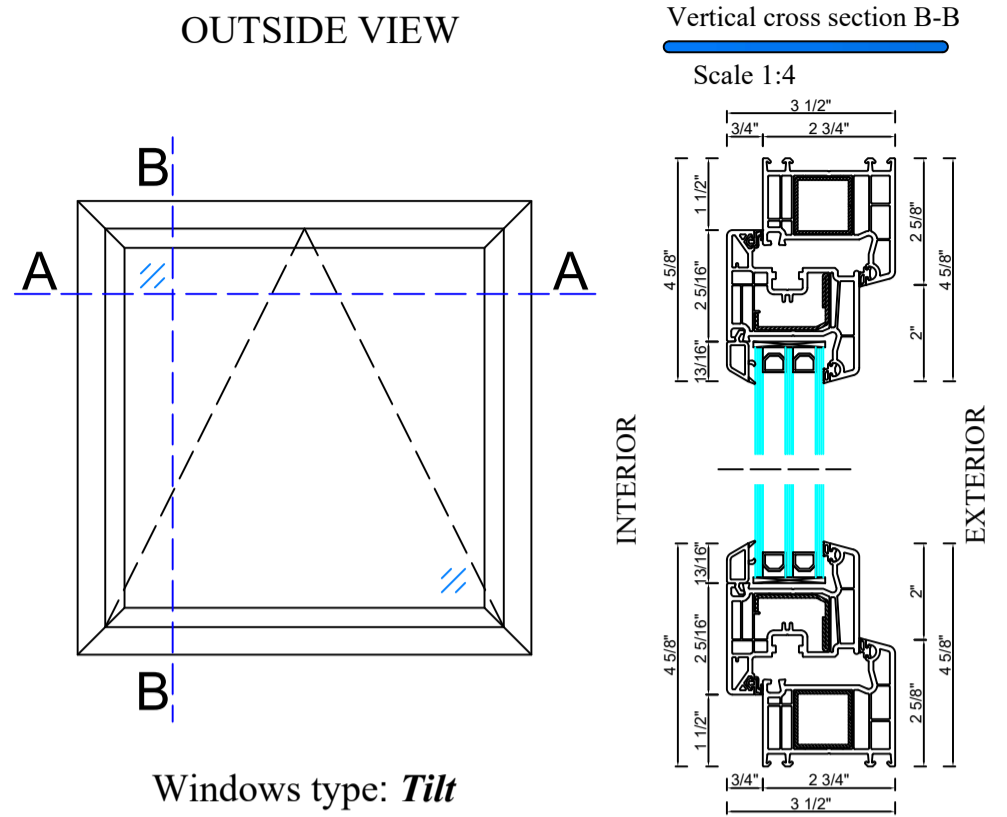 OUTSIDE VIEW
B
A
A
B
Windows type: Tilt
Vertical cross section B-B
Scale 1:4
3 1/2"
3/4"
2 3/4"
1 1/2"
2 5/16"
13/16"
4 5/8"
2 5/8"
2"
4 5/8"
INTERIOR
EXTERIOR
13/16"
2 5/16"
1 1/2"
4 5/8"
2"
2 5/8"
4 5/8"
3/4"
2 3/4"
3 1/2"